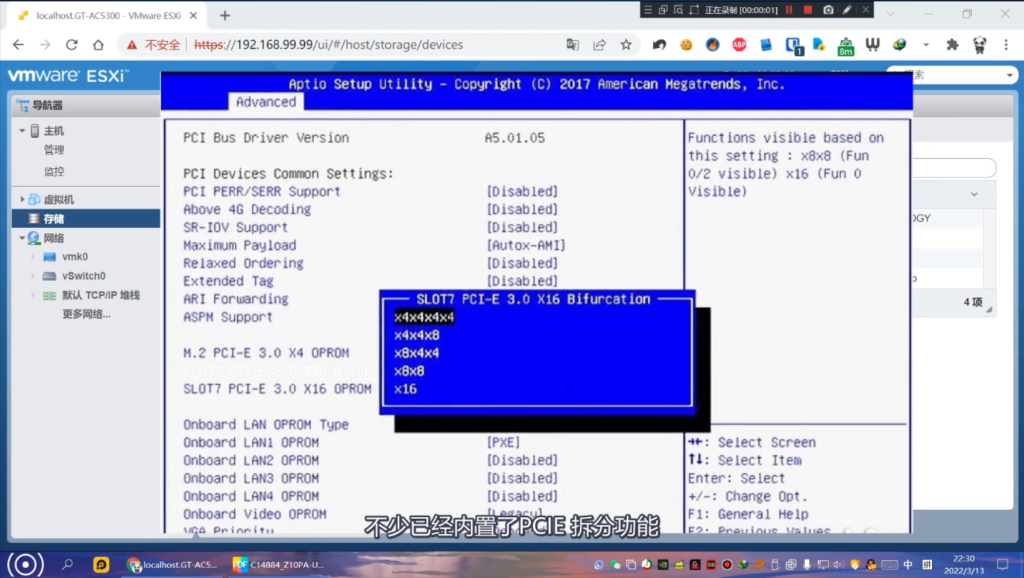 localhost.GT-AC5300 - VMware ESXi
正在录制 [00:00:01]
不安全
https://192.168.99.99/ui/#/host/storage/devices
ABP
1
8m
vmware ESXi™
导航器
主机
管理
监控
虚拟机
存储
网络
vmk0
vSwitch0
默认 TCP/IP 堆栈
更多网络...
4 项
Aptio Setup Utility - Copyright (C) 2017 American Megatrends, Inc.
Advanced
PCI Bus Driver Version A5.01.05
PCI Devices Common Settings:
PCI PERR/SERR Support [Disabled]
Above 4G Decoding [Disabled]
SR-IOV Support [Disabled]
Maximum Payload [Autox-AMI]
Relaxed Ordering [Disabled]
Extended Tag [Disabled]
ARI Forwarding
ASPM Support
M.2 PCI-E 3.0 X4 OPROM
SLOT7 PCI-E 3.0 X16 OPROM
Onboard LAN OPROM Type
Onboard LAN1 OPROM [PXE]
Onboard LAN2 OPROM [Disabled]
Onboard LAN3 OPROM [Disabled]
Onboard LAN4 OPROM [Disabled]
Onboard Video OPROM [Legacy]
VGA Priority
SLOT7 PCI-E 3.0 X16 Bifurcation
x4x4x4x4
x4x4x8
x8x4x4
x8x8
x16
Functions visible based on
this setting : x8x8 (Fun
0/2 visible) x16 (Fun 0
Visible)
→←: Select Screen
↑↓: Select Item
Enter: Select
+/-: Change Opt.
F1: General Help
F2: Previous Values
不少已经内置了PCIE 拆分功能
localhost.GT-AC5...
C14884_Z10PA-U...
中
22:30
2022/3/13